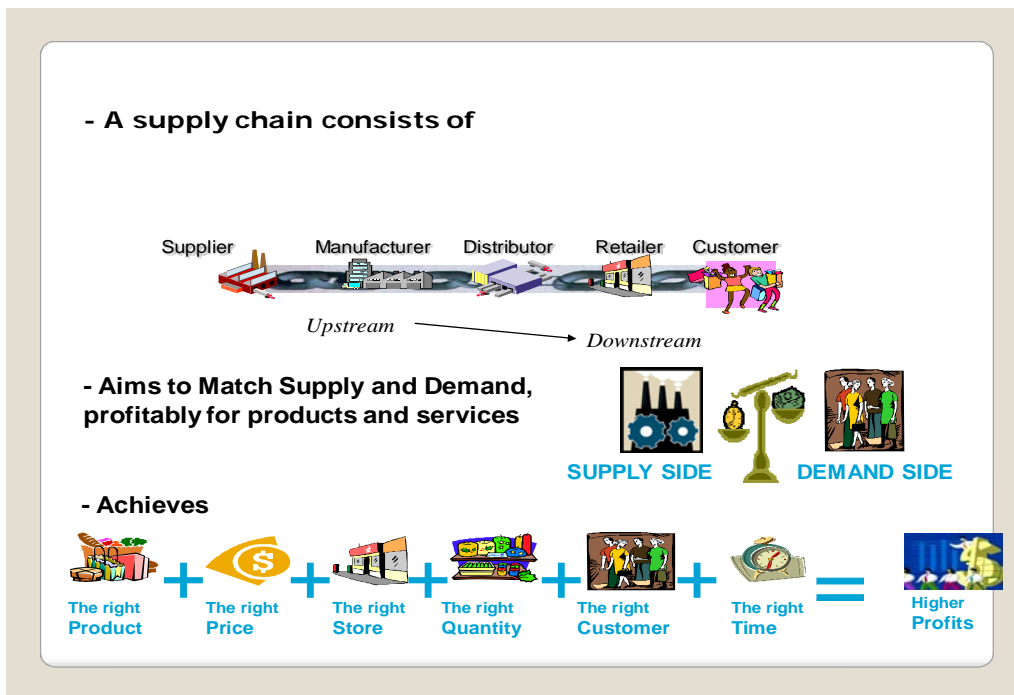 - A supply chain consists of
Supplier Manufacturer Distributor Retailer Customer
Upstream
Downstream
- Aims to Match Supply and Demand,
profitably for products and services
SUPPLY SIDE DEMAND SIDE
- Achieves
$
+ + + + + =
The right The right The right The right The right The right Higher
Product Price Store Quantity Customer Time Profits